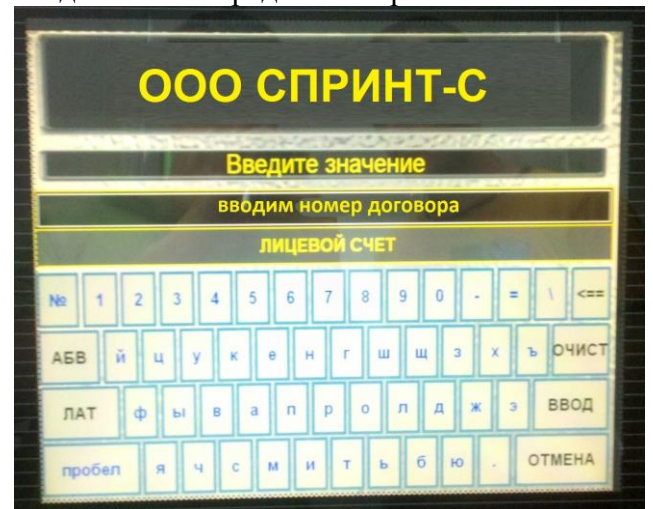 ООО СПРИНТ-С
Введите значение
вводим номер договора
ЛИЦЕВОЙ СЧЕТ
№ 1 2 3 4 5 6 7 8 9 0 - = \ <==
АБВ й ц у к е н г ш щ з х ъ ОЧИСТ
ЛАТ ф ы в а п р о л д ж э ВВОД
пробел я ч с м и т ь б ю . ОТМЕНА